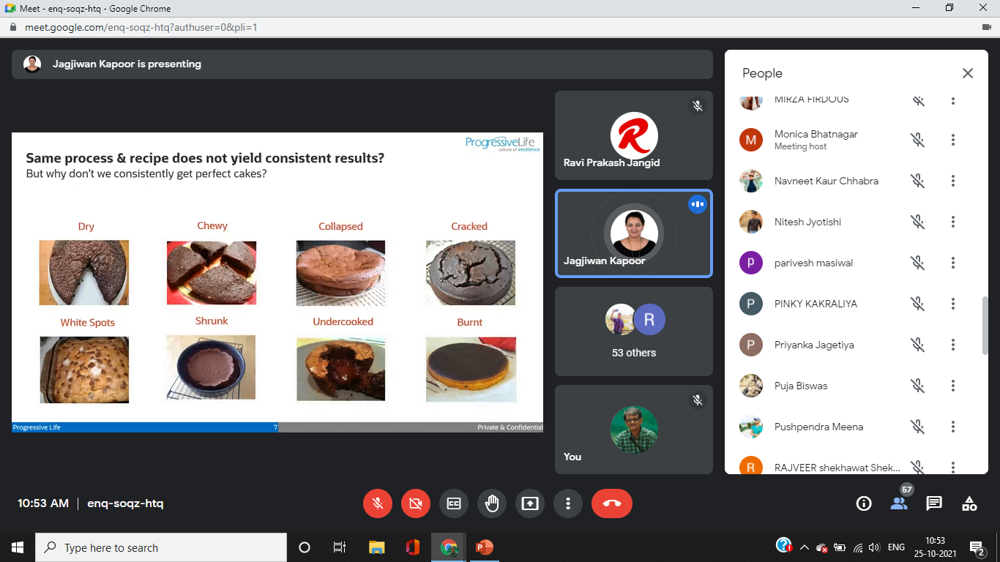 Meet - enq-soqz-htq - Google Chrome
meet.google.com/enq-soqz-htq?authuser=0&pli=1
Jagjiwan Kapoor is presenting
ProgressiveLife
culture of excellence
Same process & recipe does not yield consistent results?
But why don't we consistently get perfect cakes?
Dry
Chewy
Collapsed
Cracked
White Spots
Shrunk
Undercooked
Burnt
Progressive Life
7
Private & Confidential
R
Ravi Prakash Jangid
Jagjiwan Kapoor
R
53 others
You
People
MIRZA FIRDOUS
M
Monica Bhatnagar
Meeting host
Navneet Kaur Chhabra
Nitesh Jyotishi
p
parivesh masiwal
P
PINKY KAKRALIYA
P
Priyanka Jagetiya
Puja Biswas
Pushpendra Meena
R
RAJVEER shekhawat Shek...
10:53 AM | enq-soqz-htq
CC
57
Type here to search
P
ENG
10:53
25-10-2021
2